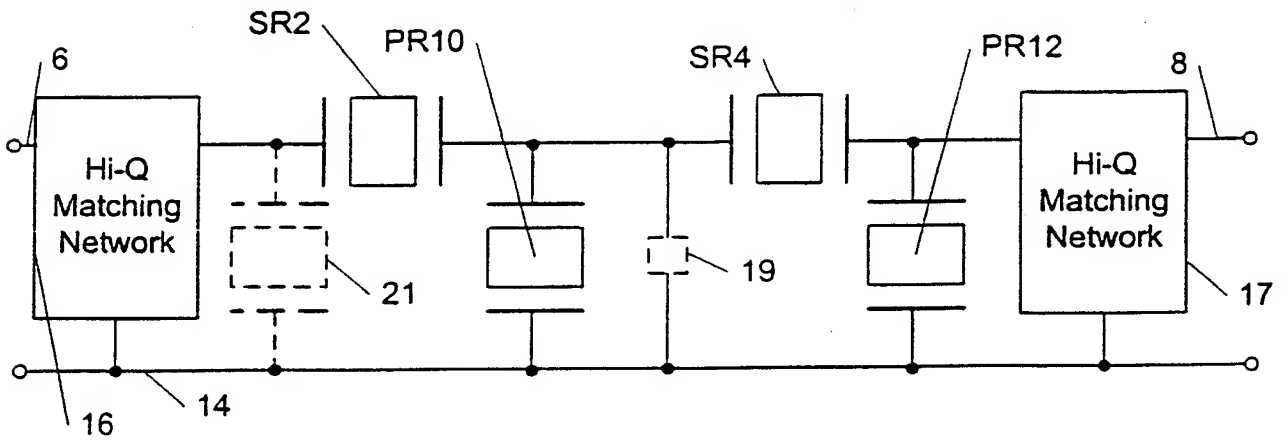 SR2
PR10
SR4
PR12
6
8
Hi-Q
Matching
Network
Hi-Q
Matching
Network
21
19
17
16
14